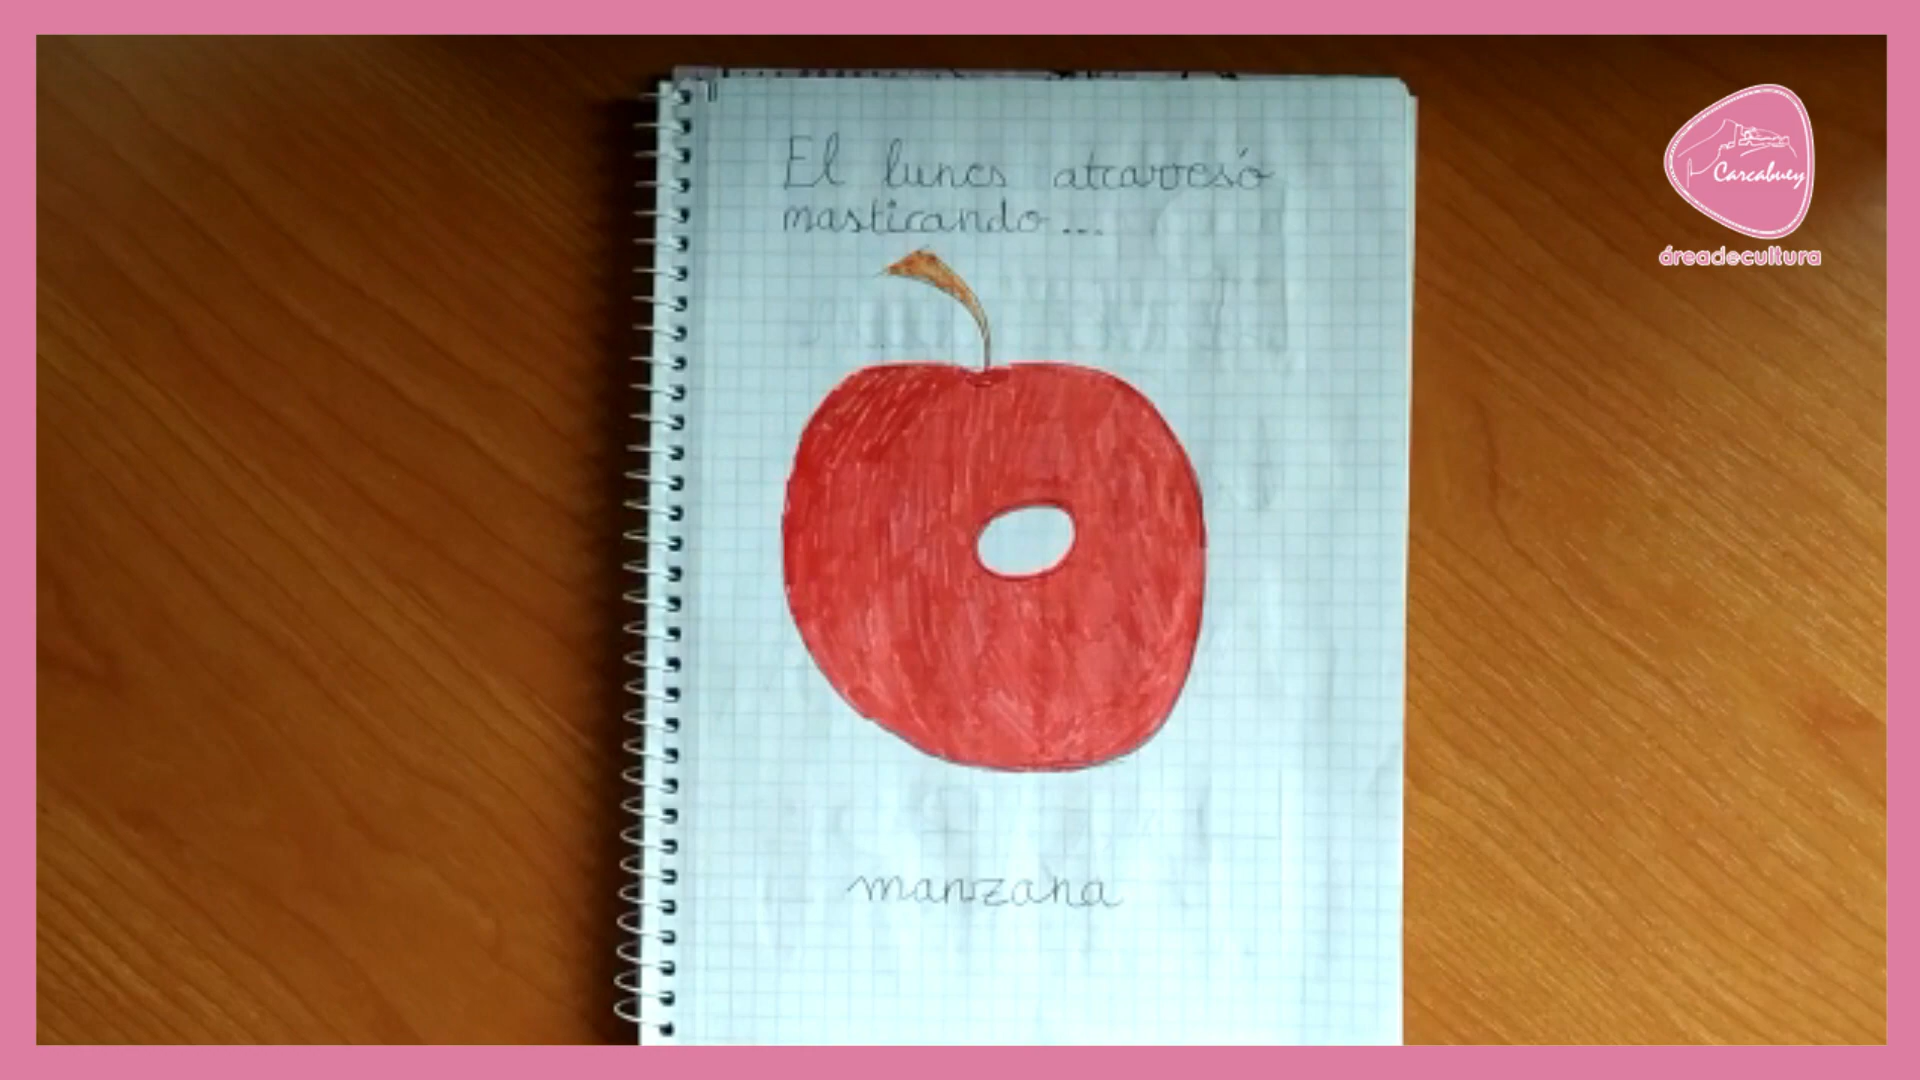 El lunes atravesó
masticando...
manzana
Carcabuey
áreadecultura